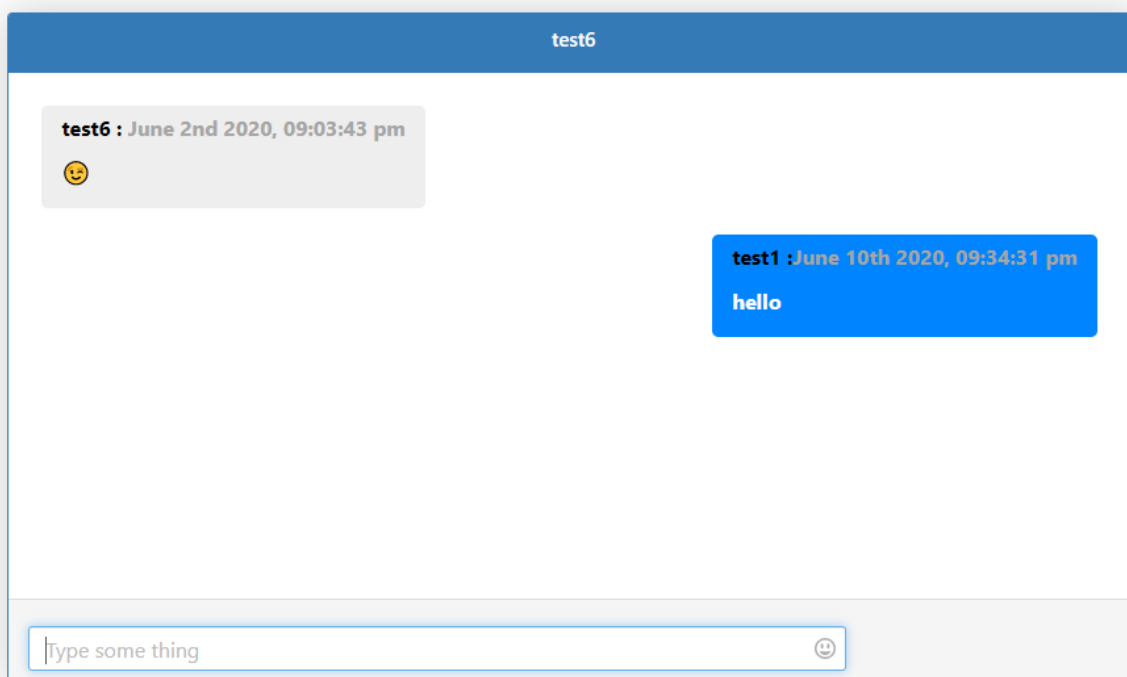 test6
test6 : June 2nd 2020, 09:03:43 pm
😉
test1 :June 10th 2020, 09:34:31 pm
hello
Type some thing